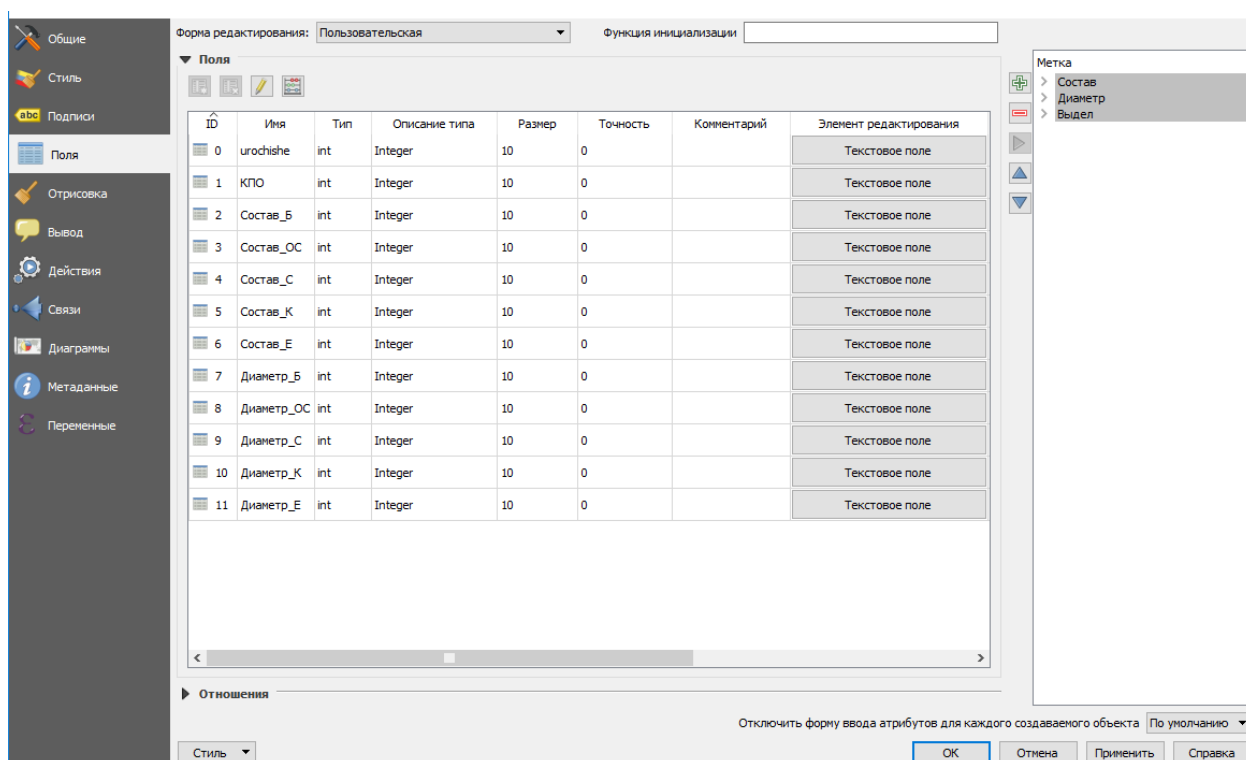 Общие
Стиль
abc Подписи
Поля
Отрисовка
Вывод
Действия
Связи
Диаграммы
Метаданные
Переменные
Форма редактирования: Пользовательская Функция инициализации
Поля
ID Имя Тип Описание типа Размер Точность Комментарий Элемент редактирования
0 urochishe int Integer 10 0 Текстовое поле
1 КПО int Integer 10 0 Текстовое поле
2 Состав_Б int Integer 10 0 Текстовое поле
3 Состав_ОС int Integer 10 0 Текстовое поле
4 Состав_С int Integer 10 0 Текстовое поле
5 Состав_К int Integer 10 0 Текстовое поле
6 Состав_Е int Integer 10 0 Текстовое поле
7 Диаметр_Б int Integer 10 0 Текстовое поле
8 Диаметр_ОС int Integer 10 0 Текстовое поле
9 Диаметр_С int Integer 10 0 Текстовое поле
10 Диаметр_К int Integer 10 0 Текстовое поле
11 Диаметр_Е int Integer 10 0 Текстовое поле
Метка
Состав
Диаметр
Выдел
Отношения
Отключить форму ввода атрибутов для каждого создаваемого объекта По умолчанию
Стиль OK Отмена Применить Справка